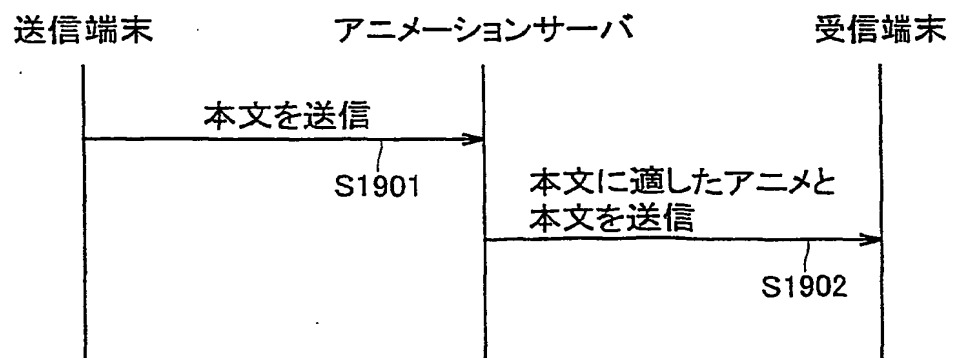 送信端末
アニメーションサーバ
受信端末
本文を送信
S1901
本文に適したアニメと
本文を送信
S1902